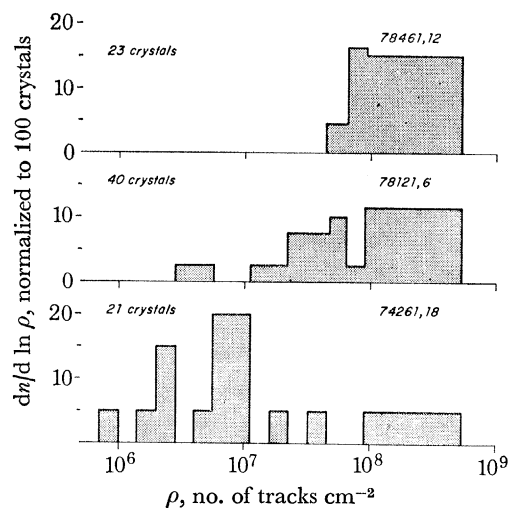 dn/d ln ρ, normalized to 100 crystals
20
10
0
23 crystals
78461,12
10
0
40 crystals
78121,6
20
10
21 crystals
74261,18
10⁶ 10⁷ 10⁸ 10⁹
ρ, no. of tracks cm⁻²